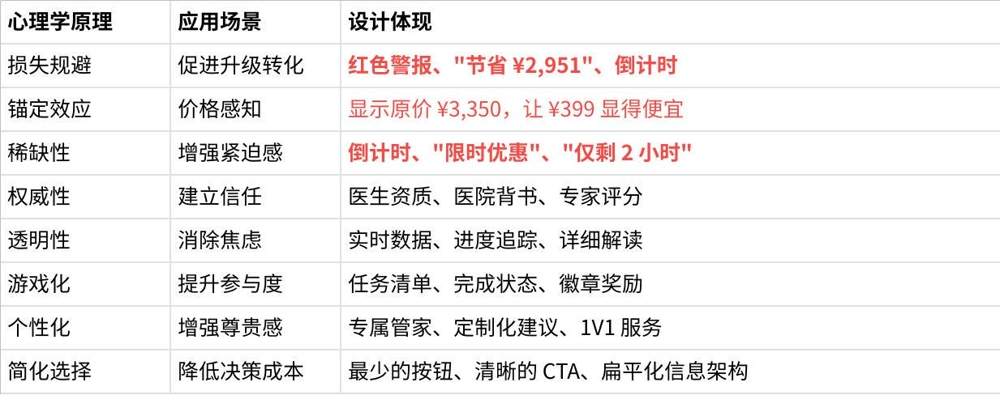 心理学原理 应用场景 设计体现
损失规避 促进升级转化 红色警报、"节省 ¥2,951"、倒计时
锚定效应 价格感知 显示原价 ¥3,350，让 ¥399 显得便宜
稀缺性 增强紧迫感 倒计时、"限时优惠"、"仅剩 2 小时"
权威性 建立信任 医生资质、医院背书、专家评分
透明性 消除焦虑 实时数据、进度追踪、详细解读
游戏化 提升参与度 任务清单、完成状态、徽章奖励
个性化 增强尊贵感 专属管家、定制化建议、1V1 服务
简化选择 降低决策成本 最少的按钮、清晰的 CTA、扁平化信息架构